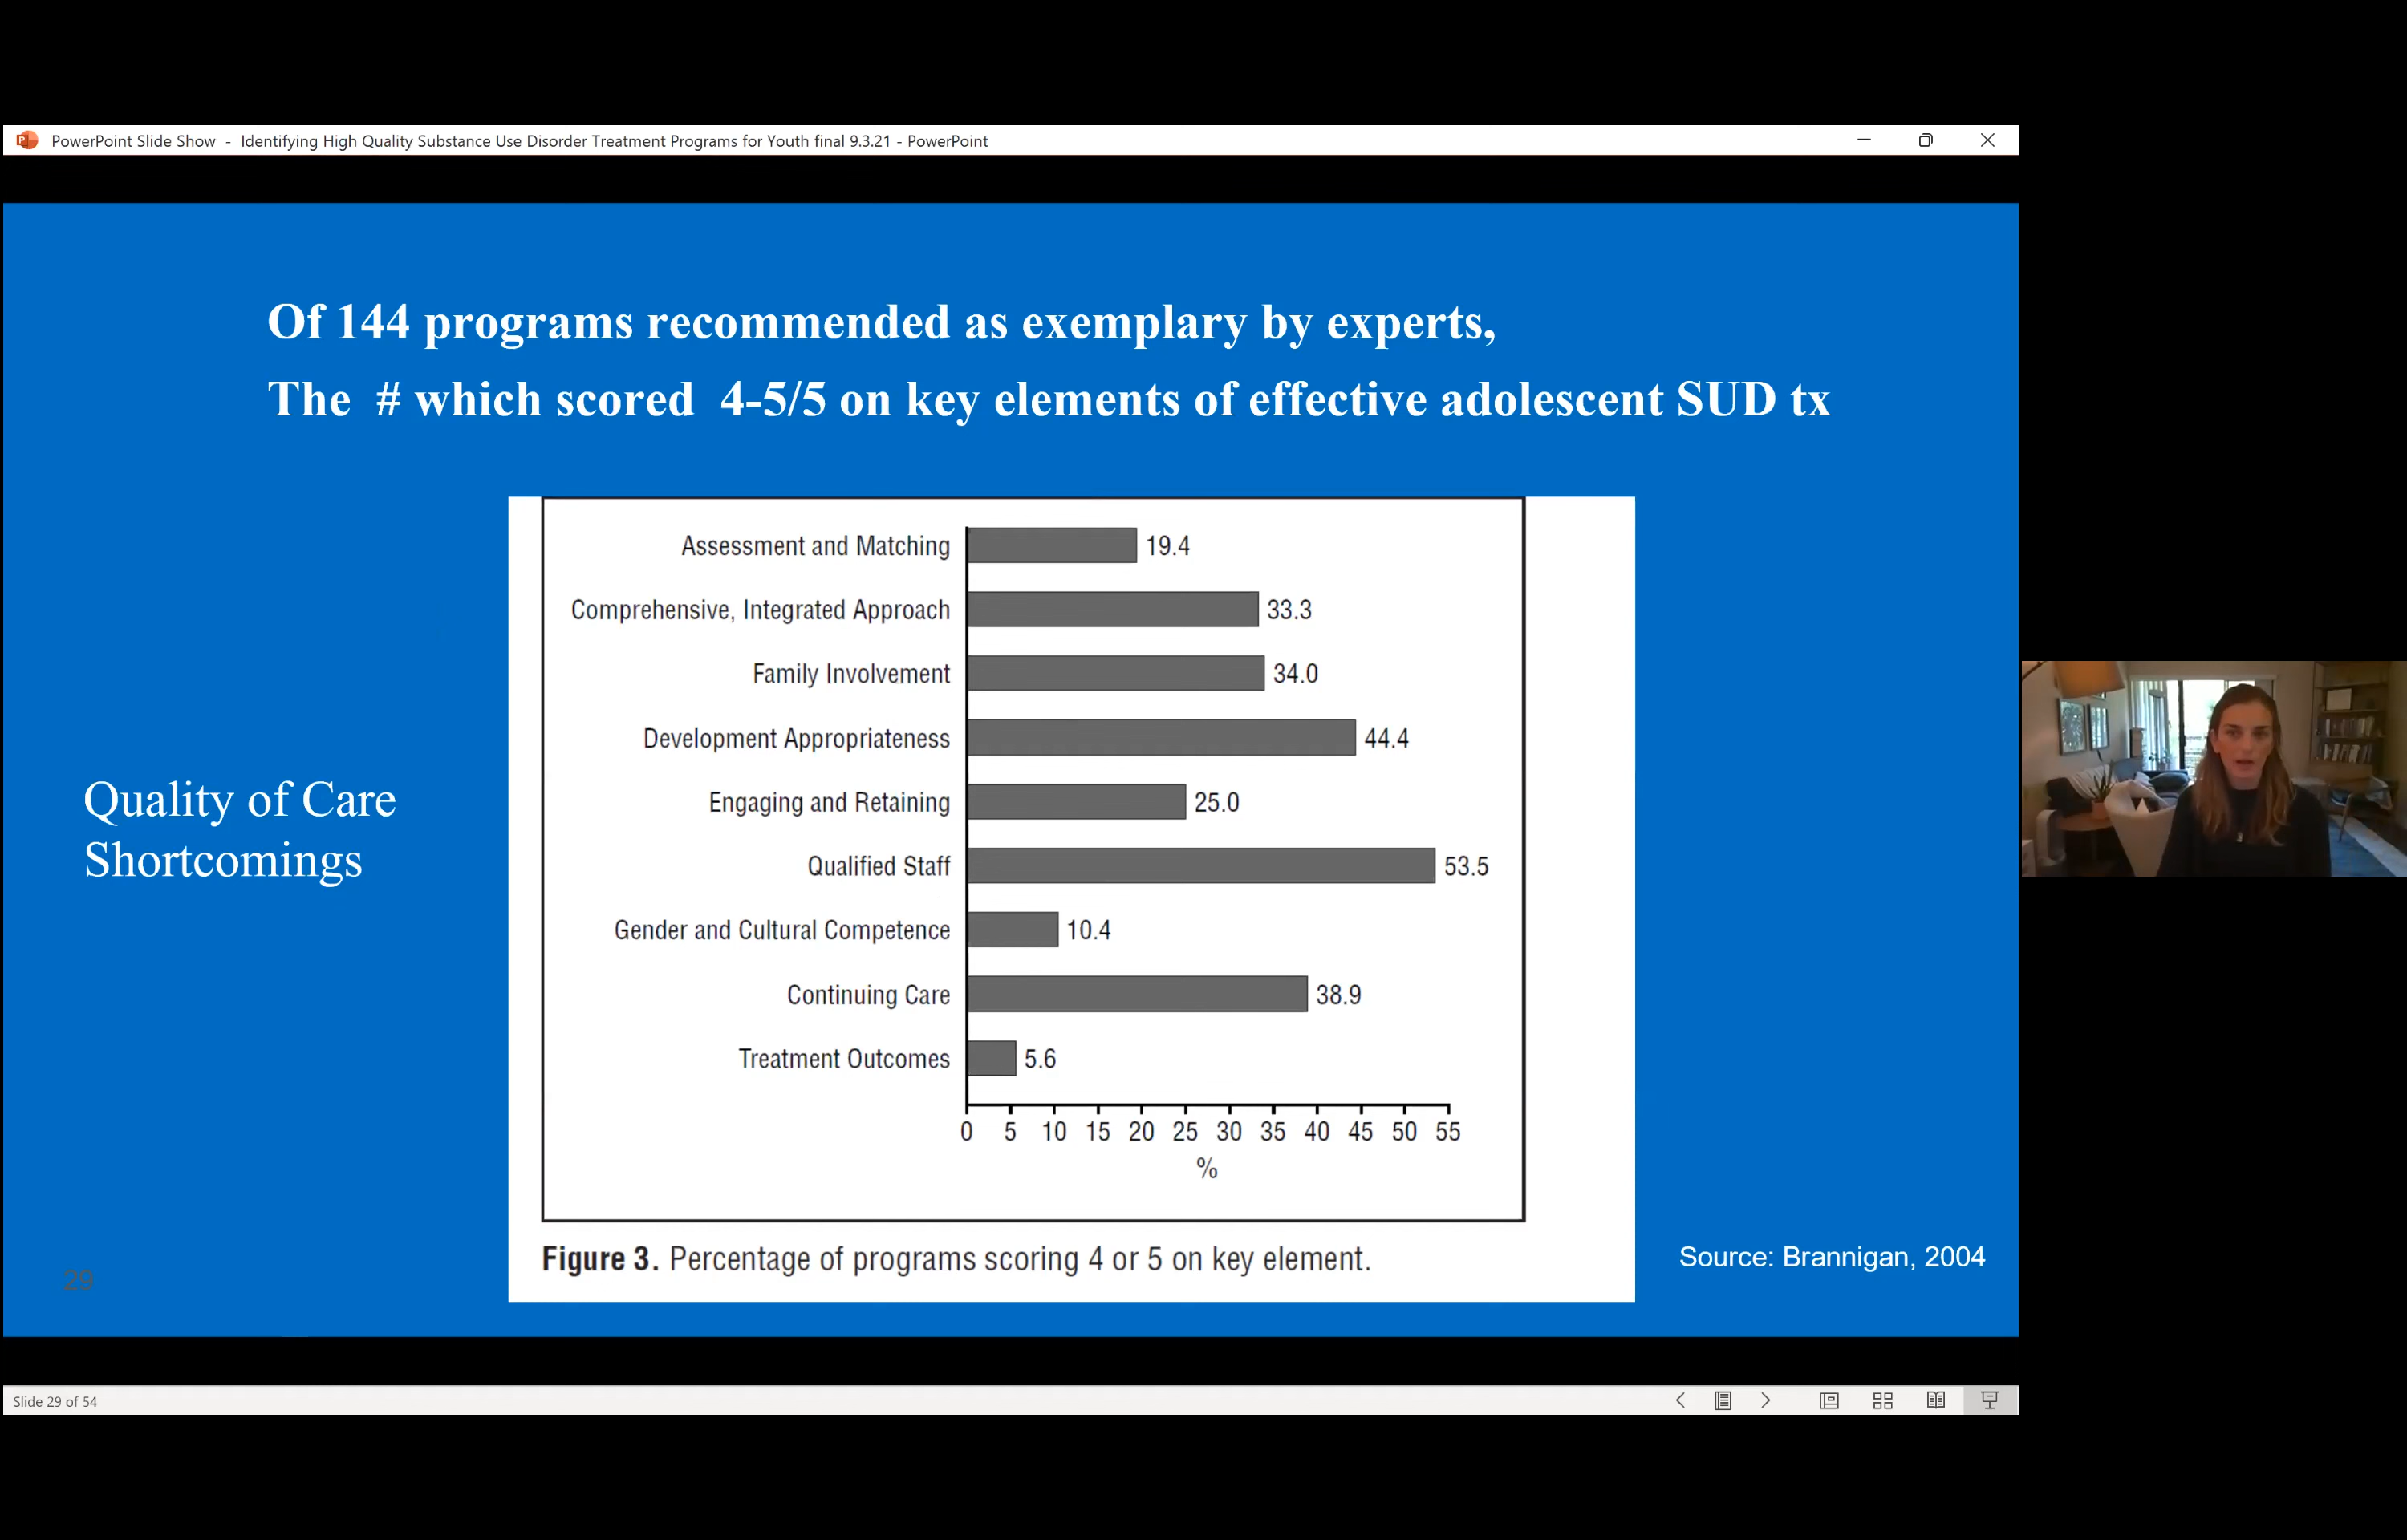 PowerPoint Slide Show - Identifying High Quality Substance Use Disorder Treatment Programs for Youth final 9.3.21 - PowerPoint
Of 144 programs recommended as exemplary by experts,
The # which scored 4-5/5 on key elements of effective adolescent SUD tx
Quality of Care
Shortcomings
Assessment and Matching 19.4
Comprehensive, Integrated Approach 33.3
Family Involvement 34.0
Development Appropriateness 44.4
Engaging and Retaining 25.0
Qualified Staff 53.5
Gender and Cultural Competence 10.4
Continuing Care 38.9
Treatment Outcomes 5.6
0 5 10 15 20 25 30 35 40 45 50 55
%
Figure 3. Percentage of programs scoring 4 or 5 on key element.
Source: Brannigan, 2004
29
Slide 29 of 54